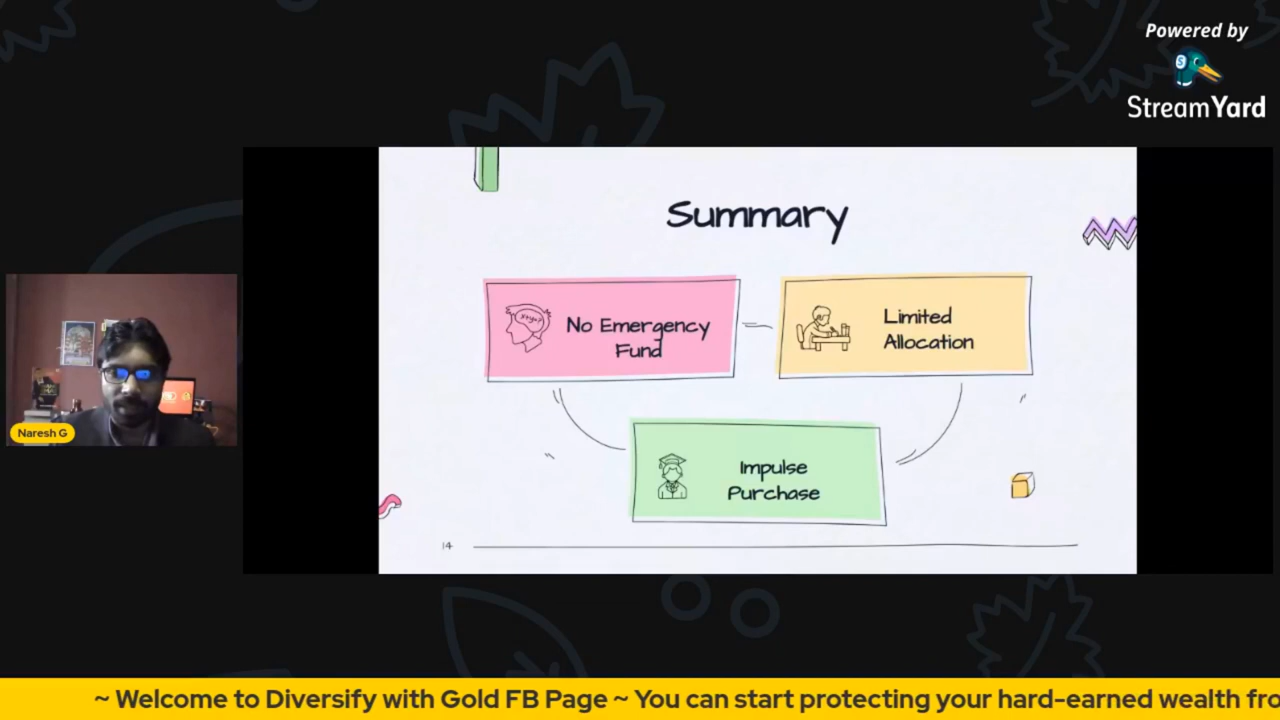 Powered by
StreamYard
Summary
No Emergency
Fund
Limited
Allocation
Impulse
Purchase
14
Naresh G
~ Welcome to Diversify with Gold FB Page ~ You can start protecting your hard-earned wealth fro